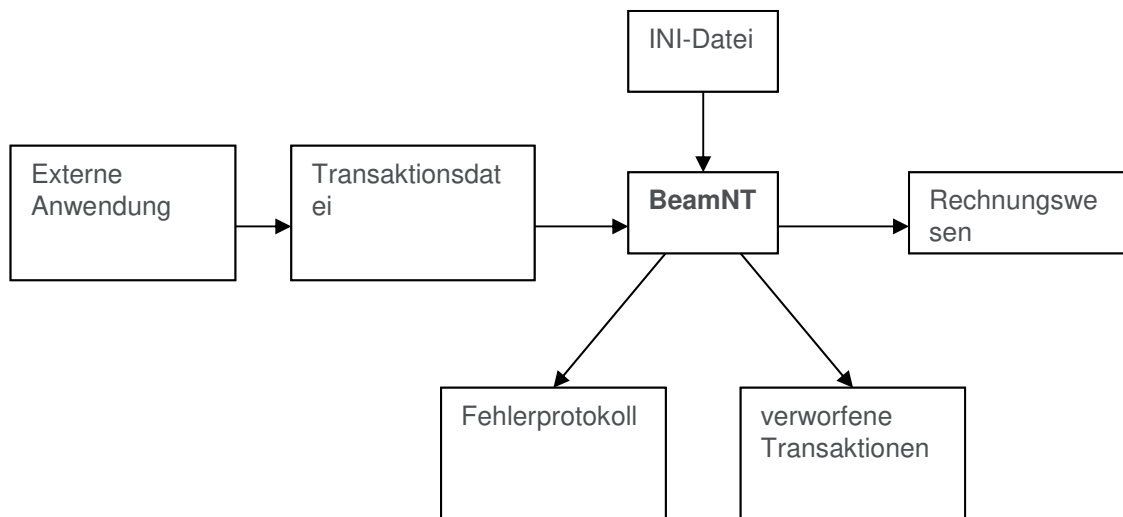 INI-Datei
Externe
Anwendung
Transaktionsdat
ei
BeamNT
Rechnungswe
sen
Fehlerprotokoll
verworfene
Transaktionen